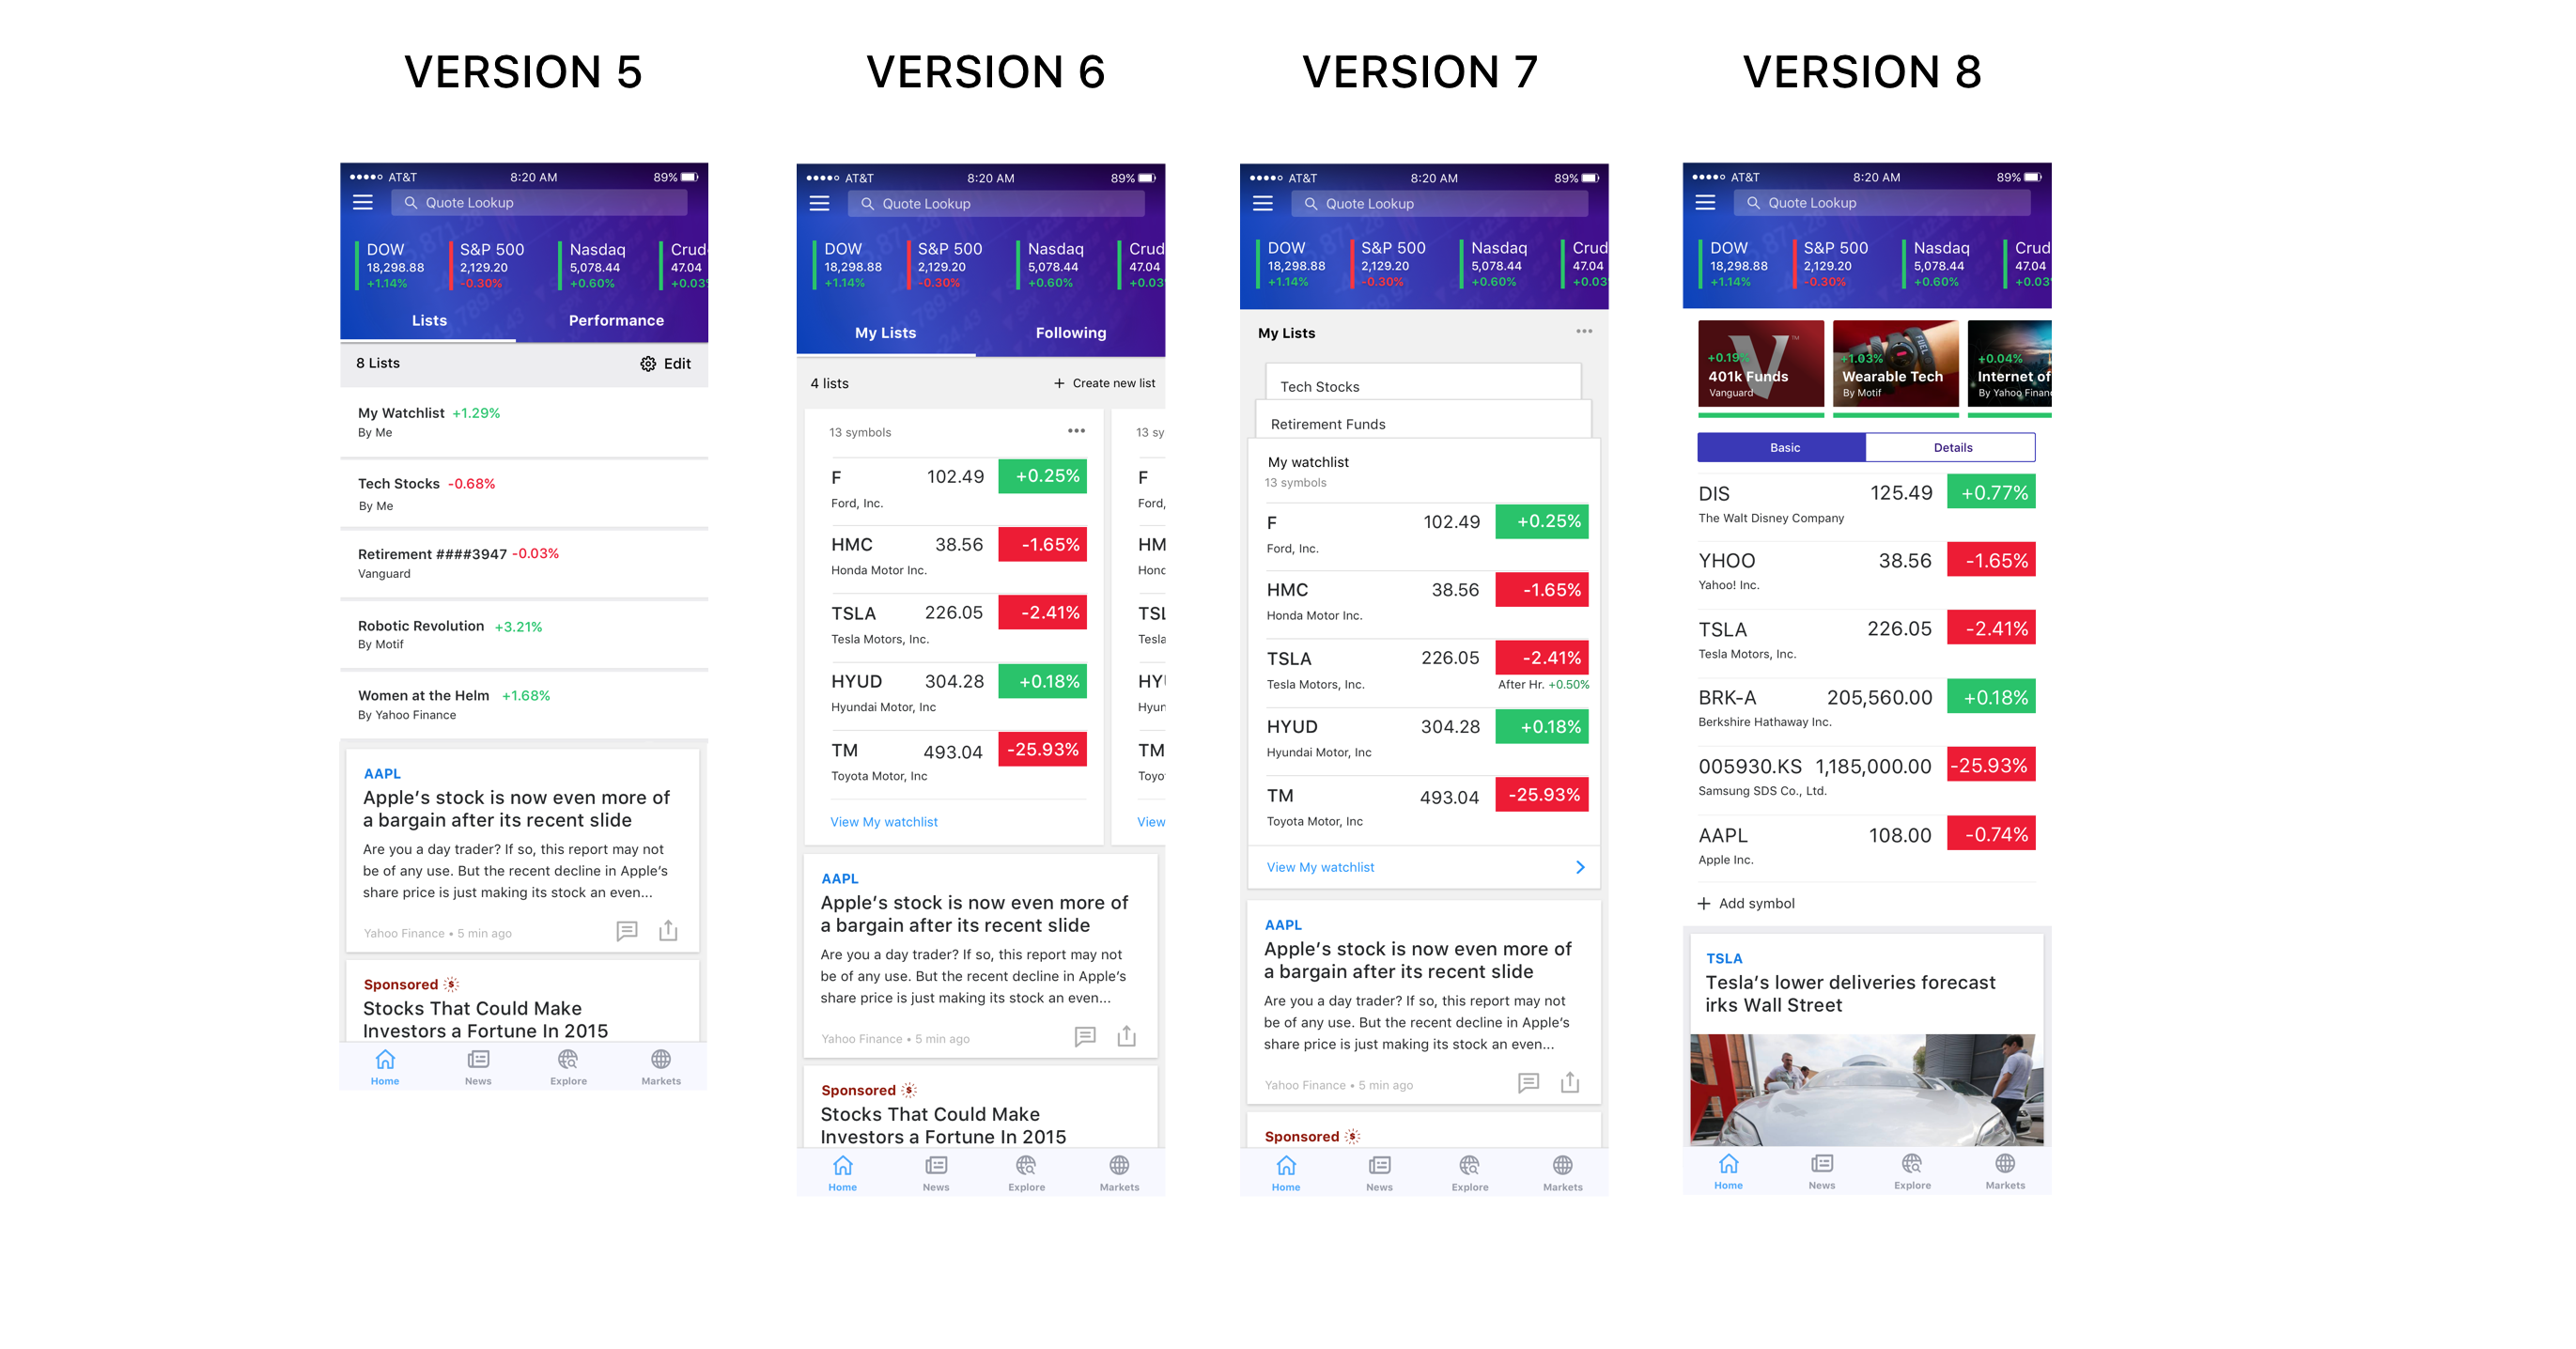 VERSION 5
AT&T 8:20 AM 89%
Quote Lookup
DOW S&P 500 Nasdaq
18,298.88 2,129.20 5,078.44 47.04
+1.14% -0.30% +0.60% +0.03
Lists Performance
8 Lists Edit
My Watchlist +1.29%
By Me
Tech Stocks -0.68%
By Me
Retirement ####3947 -0.03%
Vanguard
Robotic Revolution +3.21%
By Motif
Women at the Helm +1.68%
By Yahoo Finance
AAPL
Apple’s stock is now even more of
a bargain after its recent slide
Are you a day trader? If so, this report may not
be of any use. But the recent decline in Apple’s
share price is just making its stock an even...
Yahoo Finance • 5 min ago
Sponsored
Stocks That Could Make
Investors a Fortune In 2015
Home News Explore Markets
VERSION 6
AT&T 8:20 AM 89%
Quote Lookup
DOW S&P 500 Nasdaq Crud
18,298.88 2,129.20 5,078.44 47.04
+1.14% -0.30% +0.60% +0.03
My Lists Following
4 lists + Create new list
13 symbols ••• 13 sy
F 102.49 +0.25% F
Ford, Inc. Ford,
HMC 38.56 -1.65% HM
Honda Motor Inc. Honc
TSLA 226.05 -2.41% TSL
Tesla Motors, Inc. Tesla
HYUD 304.28 +0.18% HY
Hyundai Motor, Inc Hyun
TM 493.04 -25.93% TM
Toyota Motor, Inc Toyo
View My watchlist View
AAPL
Apple’s stock is now even more of
a bargain after its recent slide
Are you a day trader? If so, this report may not
be of any use. But the recent decline in Apple’s
share price is just making its stock an even...
Yahoo Finance • 5 min ago
Sponsored
Stocks That Could Make
Investors a Fortune In 2015
Home News Explore Markets
VERSION 7
AT&T 8:20 AM 89%
Quote Lookup
DOW S&P 500 Nasdaq Crud
18,298.88 2,129.20 5,078.44 47.04
+1.14% -0.30% +0.60% +0.03
My Lists •••
Tech Stocks
Retirement Funds
My watchlist
13 symbols
F 102.49 +0.25%
Ford, Inc.
HMC 38.56 -1.65%
Honda Motor Inc.
TSLA 226.05 -2.41%
Tesla Motors, Inc. After Hr. +0.50%
HYUD 304.28 +0.18%
Hyundai Motor, Inc
TM 493.04 -25.93%
Toyota Motor, Inc
View My watchlist
AAPL
Apple’s stock is now even more of
a bargain after its recent slide
Are you a day trader? If so, this report may not
be of any use. But the recent decline in Apple’s
share price is just making its stock an even...
Yahoo Finance • 5 min ago
Sponsored
Home News Explore Markets
VERSION 8
AT&T 8:20 AM 89%
Quote Lookup
DOW S&P 500 Nasdaq Crud
18,298.88 2,129.20 5,078.44 47.04
+1.14% -0.30% +0.60% +0.03
+0.19% +1.03% +0.04%
401k Funds Wearable Tech Internet of
Vanguard By Motif By Yahoo Finan
Basic Details
DIS 125.49 +0.77%
The Walt Disney Company
YHOO 38.56 -1.65%
Yahoo! Inc.
TSLA 226.05 -2.41%
Tesla Motors, Inc.
BRK-A 205,560.00 +0.18%
Berkshire Hathaway Inc.
005930.KS 1,185,000.00 -25.93%
Samsung SDS Co., Ltd.
AAPL 108.00 -0.74%
Apple Inc.
+ Add symbol
TSLA
Tesla’s lower deliveries forecast
irks Wall Street
Home News Explore Markets